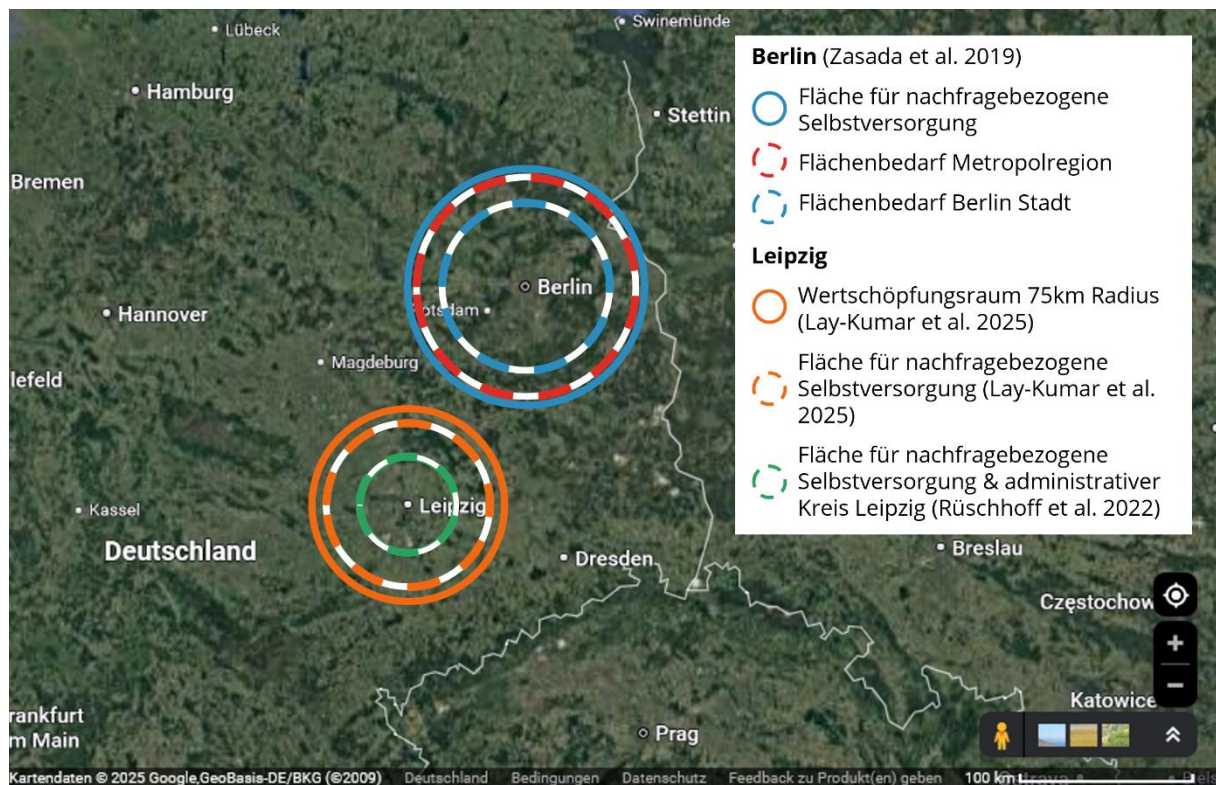 Swinemünde
Lübeck
Hamburg
Stettin
Bremen
Berlin
Potsdam
Hannover
Magdeburg
lefeld
Leipzig
Kassel
Deutschland
Dresden
Breslau
Częstochow
Katowice
rankfurt
m Main
Prag
Berlin (Zasada et al. 2019)
Fläche für nachfragebezogene
Selbstversorgung
Flächenbedarf Metropolregion
Flächenbedarf Berlin Stadt
Leipzig
Wertschöpfungsraum 75km Radius
(Lay-Kumar et al. 2025)
Fläche für nachfragebezogene
Selbstversorgung (Lay-Kumar et al.
2025)
Fläche für nachfragebezogene
Selbstversorgung & administrativer
Kreis Leipzig (Rüschhoff et al. 2022)
Kartendaten © 2025 Google,GeoBasis-DE/BKG (©2009) Deutschland Bedingungen Datenschutz Feedback zu Produkt(en) geben 100 km